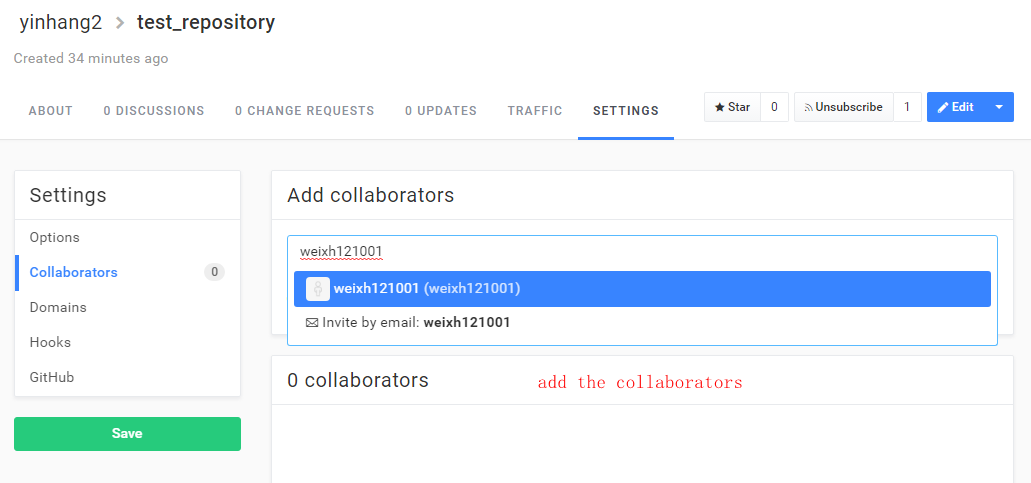 yinhang2 > test_repository
Created 34 minutes ago
ABOUT 0 DISCUSSIONS 0 CHANGE REQUESTS 0 UPDATES TRAFFIC SETTINGS Star 0 Unsubscribe 1 Edit
Settings
Options
Collaborators 0
Domains
Hooks
GitHub
Save
Add collaborators
weixh121001
weixh121001 (weixh121001)
Invite by email: weixh121001
0 collaborators
add the collaborators